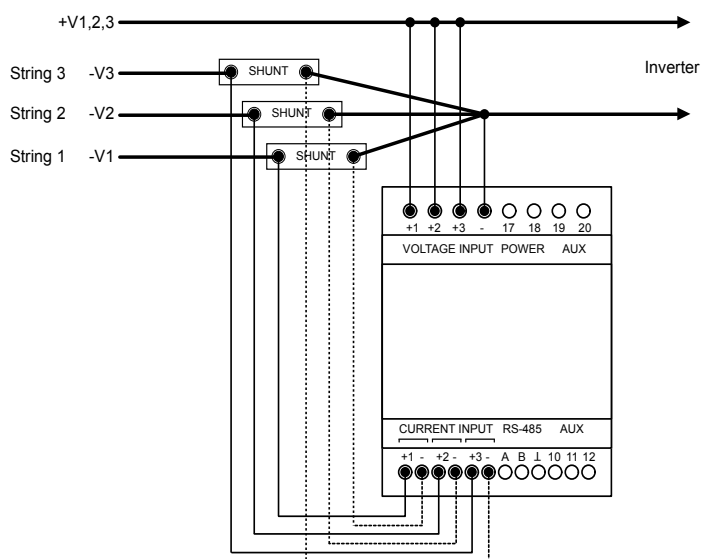 +V1,2,3
String 3 -V3 SHUNT
Inverter
String 2 -V2 SHUNT
String 1 -V1 SHUNT
+1 +2 +3 - 17 18 19 20
VOLTAGE INPUT POWER AUX
CURRENT INPUT RS-485 AUX
+1 - +2 - +3 - A B ⊥ 10 11 12